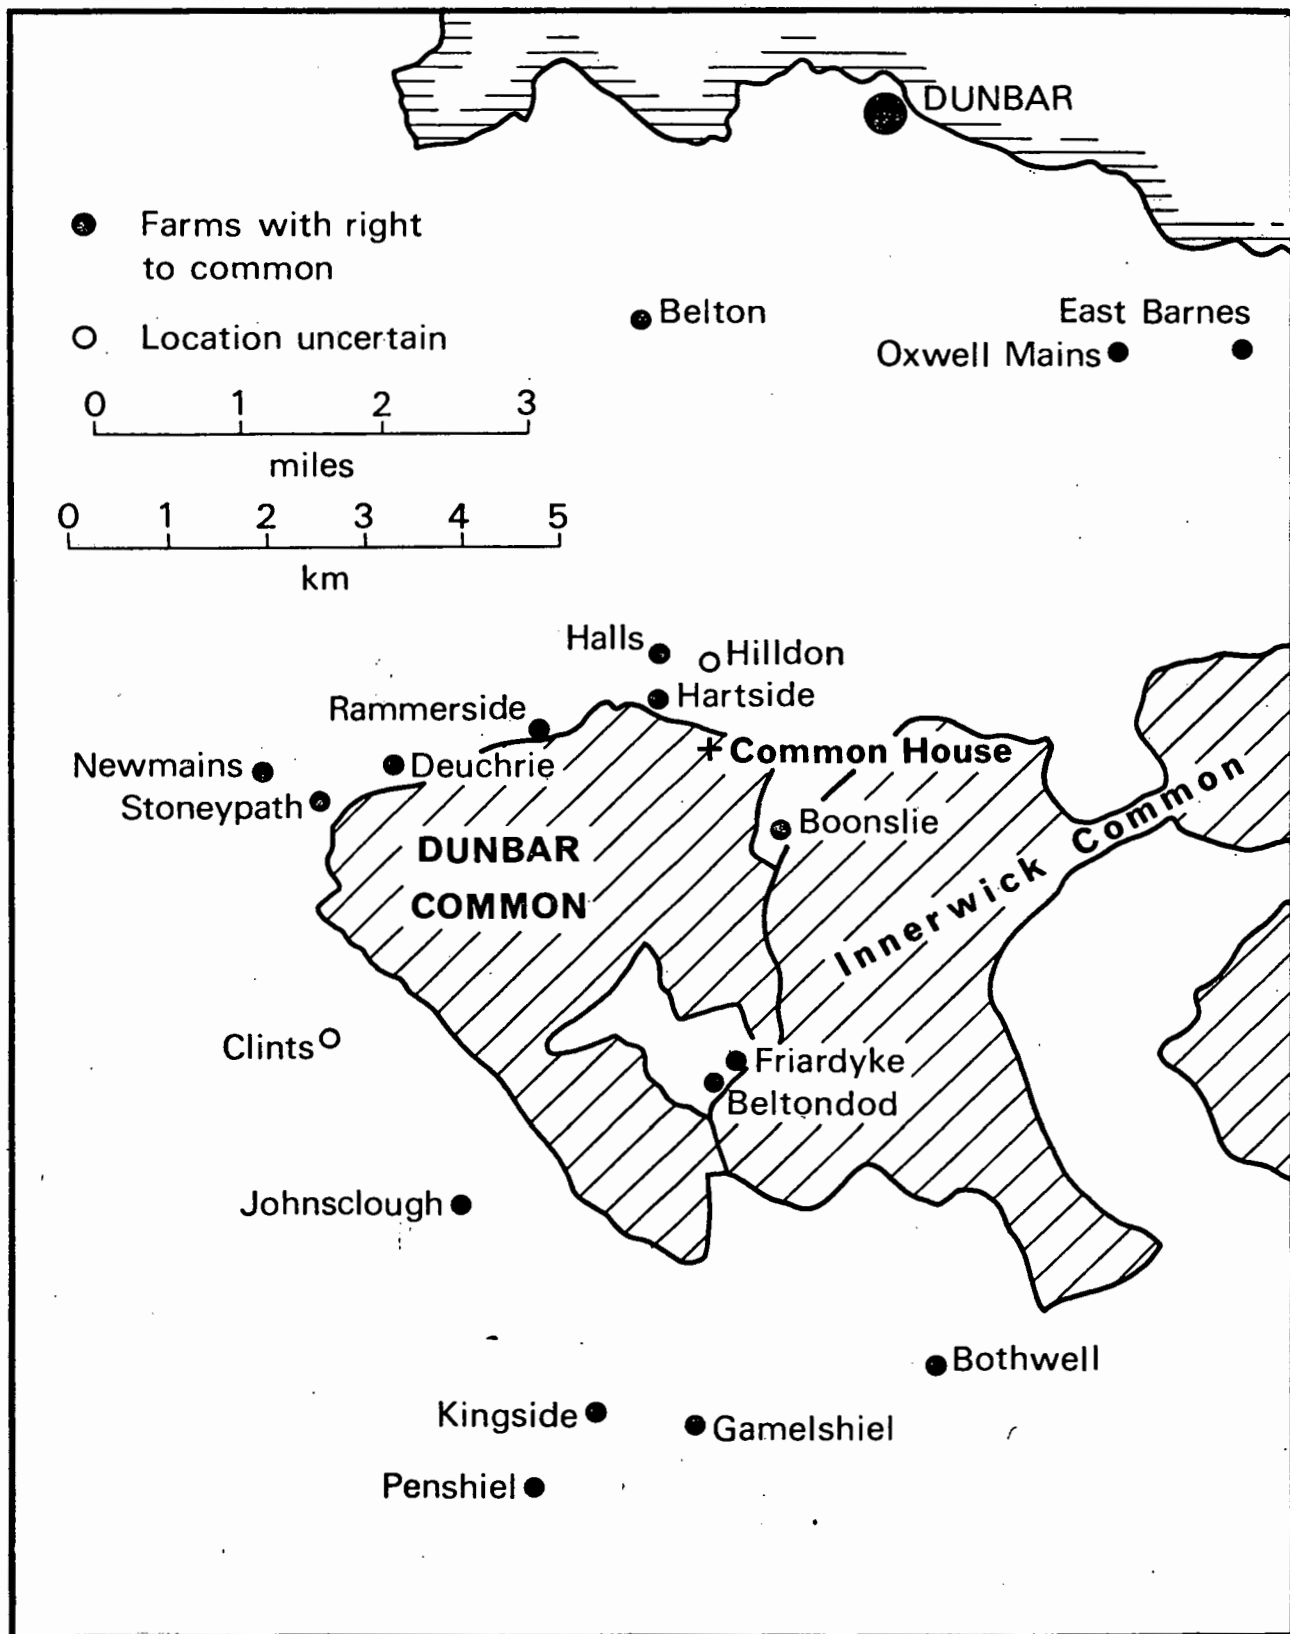 DUNBAR
Farms with right
to common
Location uncertain
0 1 2 3
miles
0 1 2 3 4 5
km
Belton
East Barnes
Oxwell Mains
Halls
Hilldon
Hartside
Rammerside
Common House
Newmains
Deuchrie
Stoneypath
Boonslie
DUNBAR
COMMON
Innerwick Common
Clints
Friardyke
Beltondod
Johnsclough
Bothwell
Kingside
Gamelshiel
Penshiel